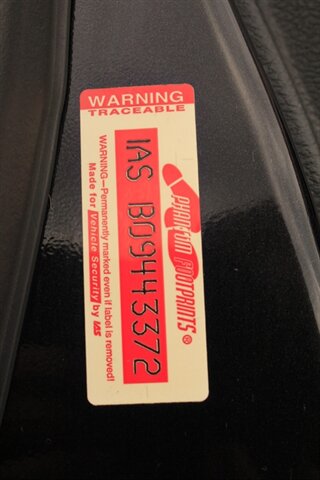 WARNING
TRACEABLE
PHANTOM FOOTPRINTS®
IAS B09443372
WARNING—Permanently marked even if label is removed!
Made for Vehicle Security by IAS